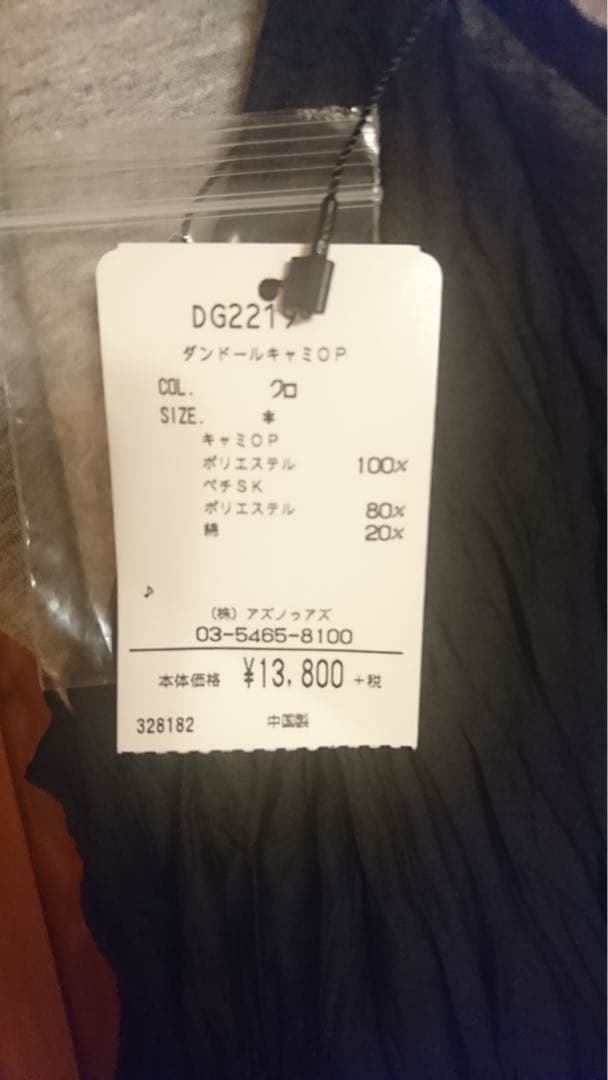 DG2219
ダンドールキャミOP
COL. クロ
SIZE. *
キャミOP
ポリエステル 100%
ペチSK
ポリエステル 80%
綿 20%
♪
(株) アズノゥアズ
03-5465-8100
本体価格 ¥13,800 +税
328182 中国製